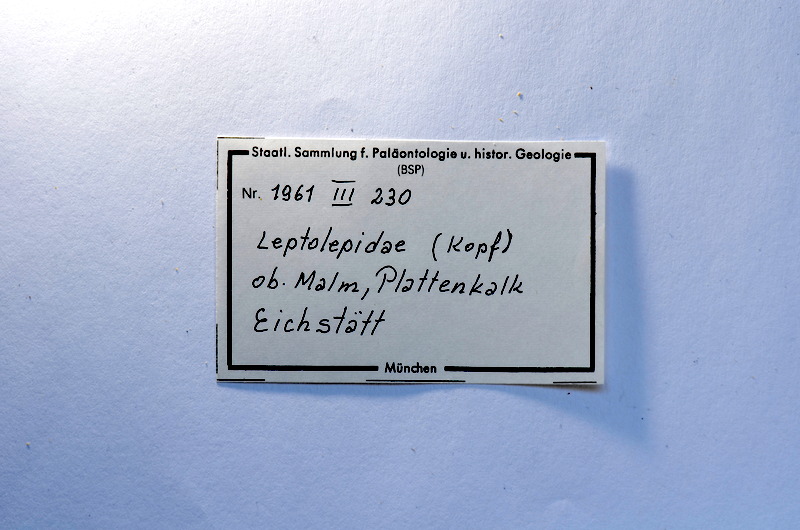 Staatl. Sammlung f. Paläontologie u. histor. Geologie
(BSP)
Nr. 1961 III 230
Leptolepidae (Kopf)
ob. Malm, Plattenkalk
Eichstätt
München